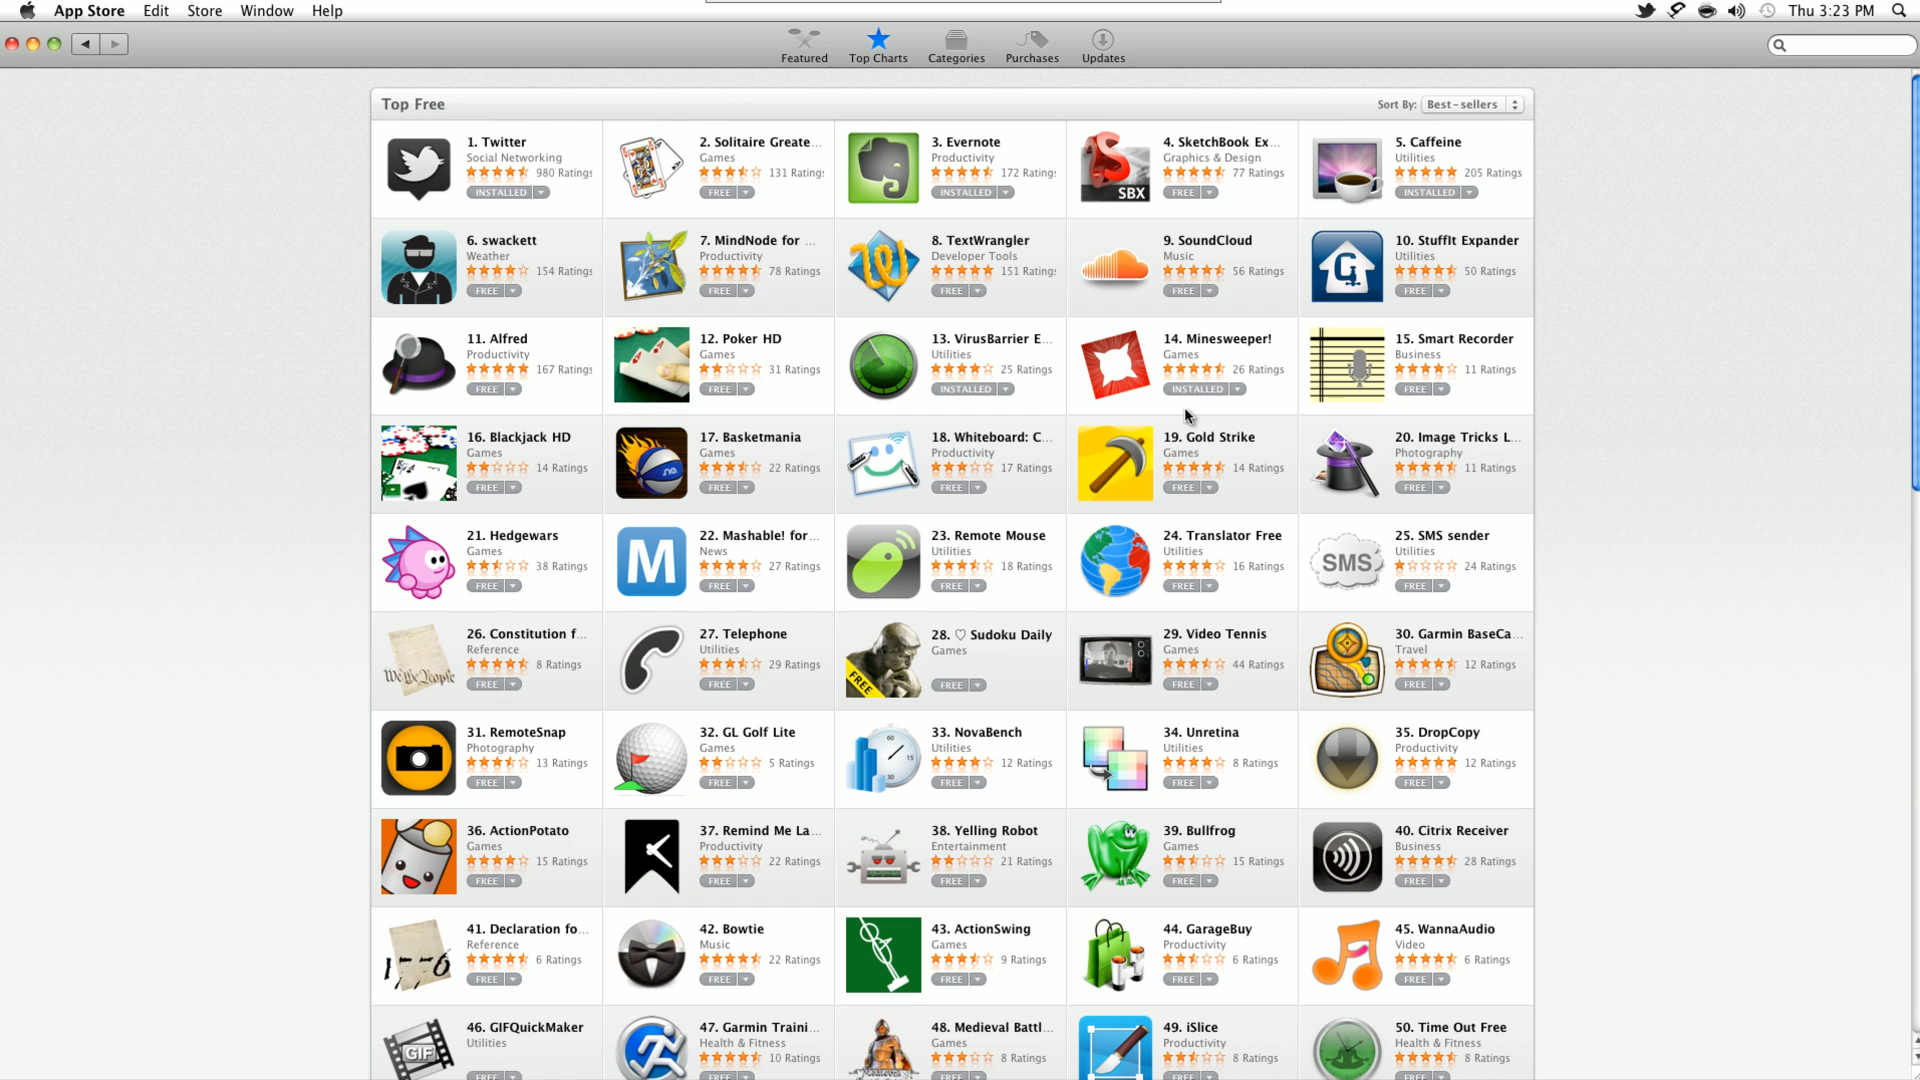 App Store Edit Store Window Help Thu 3:23 PM
Featured Top Charts Categories Purchases Updates
Top Free Sort By: Best-sellers
1. Twitter
Social Networking
980 Ratings
INSTALLED
2. Solitaire Greate...
Games
131 Ratings
FREE
3. Evernote
Productivity
172 Ratings
INSTALLED
4. SketchBook Ex...
Graphics & Design
77 Ratings
FREE
SBX
5. Caffeine
Utilities
205 Ratings
INSTALLED
6. swackett
Weather
154 Ratings
FREE
7. MindNode for ...
Productivity
78 Ratings
FREE
8. TextWrangler
Developer Tools
151 Ratings
FREE
9. SoundCloud
Music
56 Ratings
FREE
10. StuffIt Expander
Utilities
50 Ratings
FREE
11. Alfred
Productivity
167 Ratings
FREE
12. Poker HD
Games
31 Ratings
FREE
13. VirusBarrier E...
Utilities
25 Ratings
INSTALLED
14. Minesweeper!
Games
26 Ratings
INSTALLED
15. Smart Recorder
Business
11 Ratings
FREE
16. Blackjack HD
Games
14 Ratings
FREE
17. Basketmania
Games
22 Ratings
FREE
18. Whiteboard: C...
Productivity
17 Ratings
FREE
19. Gold Strike
Games
14 Ratings
FREE
20. Image Tricks L...
Photography
11 Ratings
FREE
21. Hedgewars
Games
38 Ratings
FREE
M
22. Mashable! for ...
News
27 Ratings
FREE
23. Remote Mouse
Utilities
18 Ratings
FREE
24. Translator Free
Utilities
16 Ratings
FREE
SMS
25. SMS sender
Utilities
24 Ratings
FREE
We the People
26. Constitution f...
Reference
8 Ratings
FREE
27. Telephone
Utilities
29 Ratings
FREE
FREE
28. ♡ Sudoku Daily
Games
FREE
29. Video Tennis
Games
44 Ratings
FREE
30. Garmin BaseCa...
Travel
12 Ratings
FREE
31. RemoteSnap
Photography
13 Ratings
FREE
32. GL Golf Lite
Games
5 Ratings
FREE
60
15
30
33. NovaBench
Utilities
12 Ratings
FREE
34. Unretina
Utilities
8 Ratings
FREE
35. DropCopy
Productivity
12 Ratings
FREE
36. ActionPotato
Games
15 Ratings
FREE
37. Remind Me La...
Productivity
22 Ratings
FREE
38. Yelling Robot
Entertainment
21 Ratings
FREE
39. Bullfrog
Games
15 Ratings
FREE
40. Citrix Receiver
Business
28 Ratings
FREE
41. Declaration fo...
Reference
6 Ratings
FREE
42. Bowtie
Music
22 Ratings
FREE
43. ActionSwing
Games
9 Ratings
FREE
44. GarageBuy
Productivity
6 Ratings
FREE
45. WannaAudio
Video
6 Ratings
FREE
GIF
46. GIFQuickMaker
Utilities
FREE
47. Garmin Traini...
Health & Fitness
10 Ratings
FREE
48. Medieval Battl...
Games
8 Ratings
FREE
49. iSlice
Productivity
8 Ratings
FREE
50. Time Out Free
Health & Fitness
8 Ratings
FREE